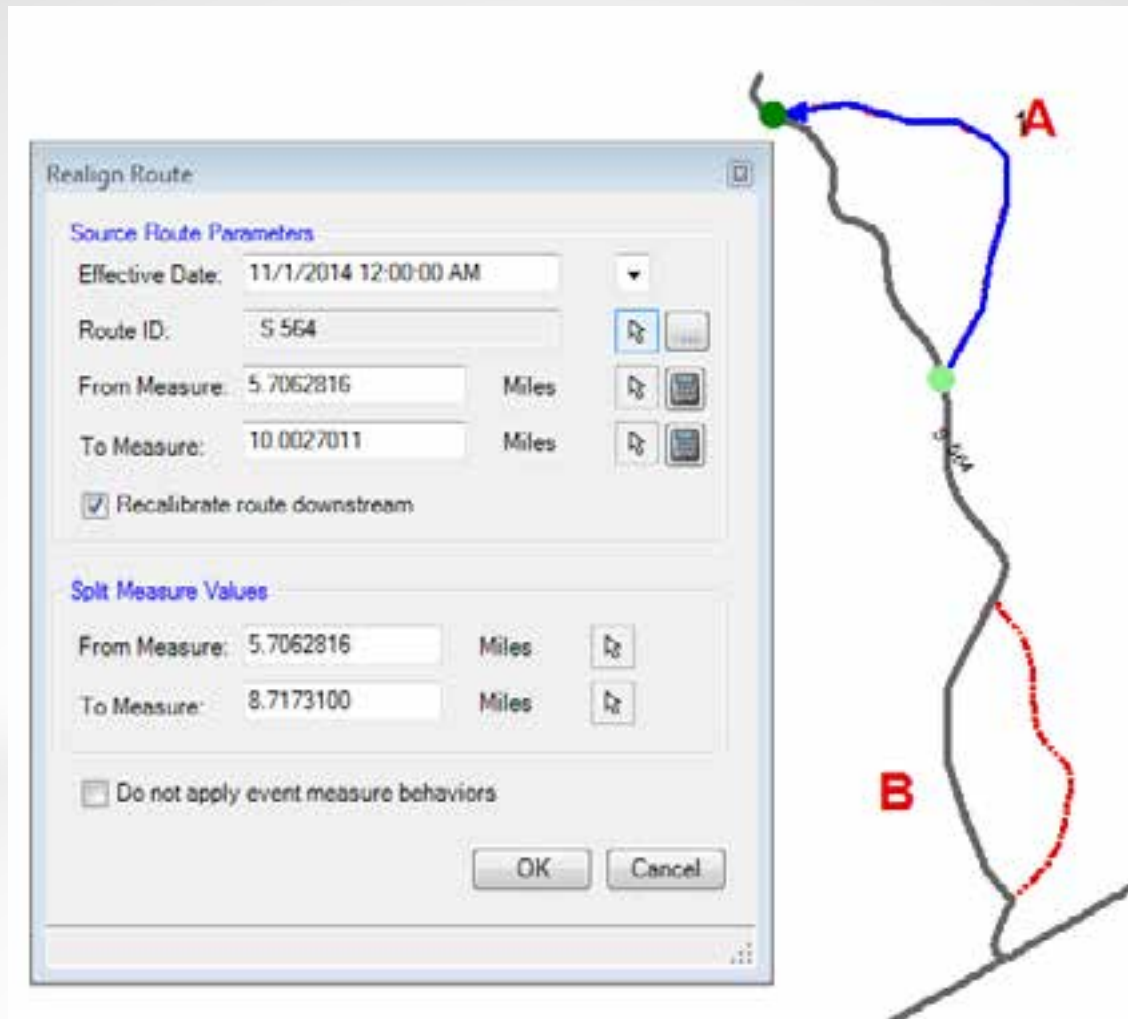 Realign Route
Source Route Parameters
Effective Date: 11/1/2014 12:00:00 AM
Route ID: S 564
From Measure: 5.7062816 Miles
To Measure: 10.0027011 Miles
Recalibrate route downstream
Split Measure Values
From Measure: 5.7062816 Miles
To Measure: 8.7173100 Miles
Do not apply event measure behaviors
OK Cancel
A
B